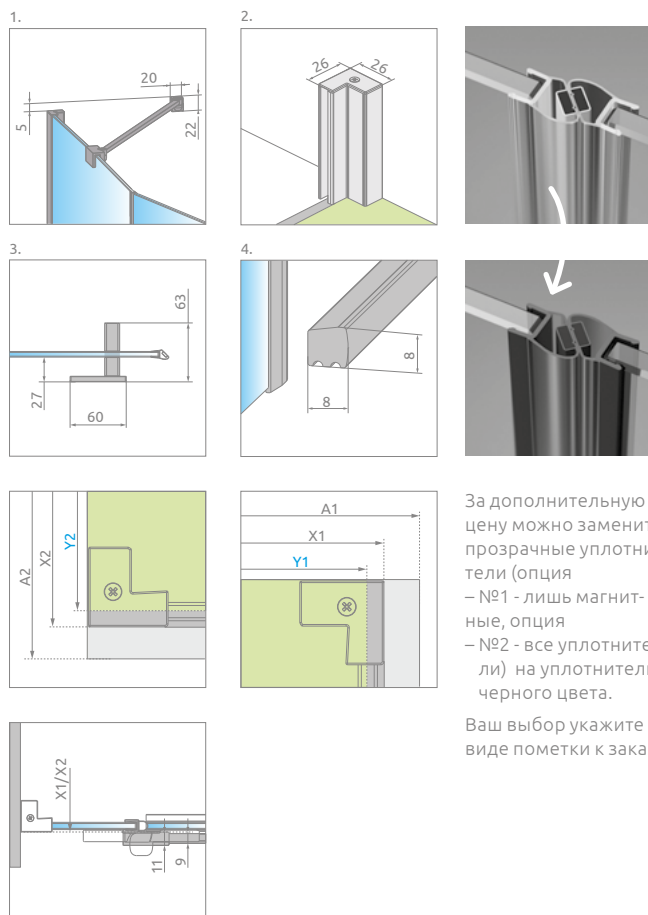 1.
2.
20
22
5
26
26
3.
4.
63
27
60
8
8
За дополнительную
цену можно заменит
прозрачные уплотни
тели (опция
– №1 - лишь магнит-
ные, опция
– №2 - все уплотните
ли) на уплотнител
черного цвета.
Ваш выбор укажите
виде пометки к зака
A2
X2
Y2
A1
X1
Y1
X1/X2
11
9